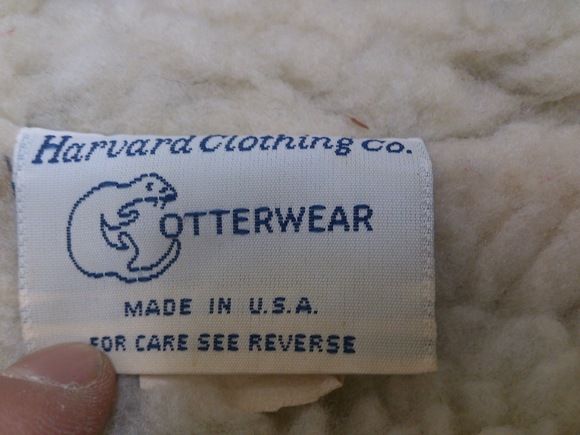 Harvard Clothing Co.
OTTERWEAR
MADE IN U.S.A.
FOR CARE SEE REVERSE